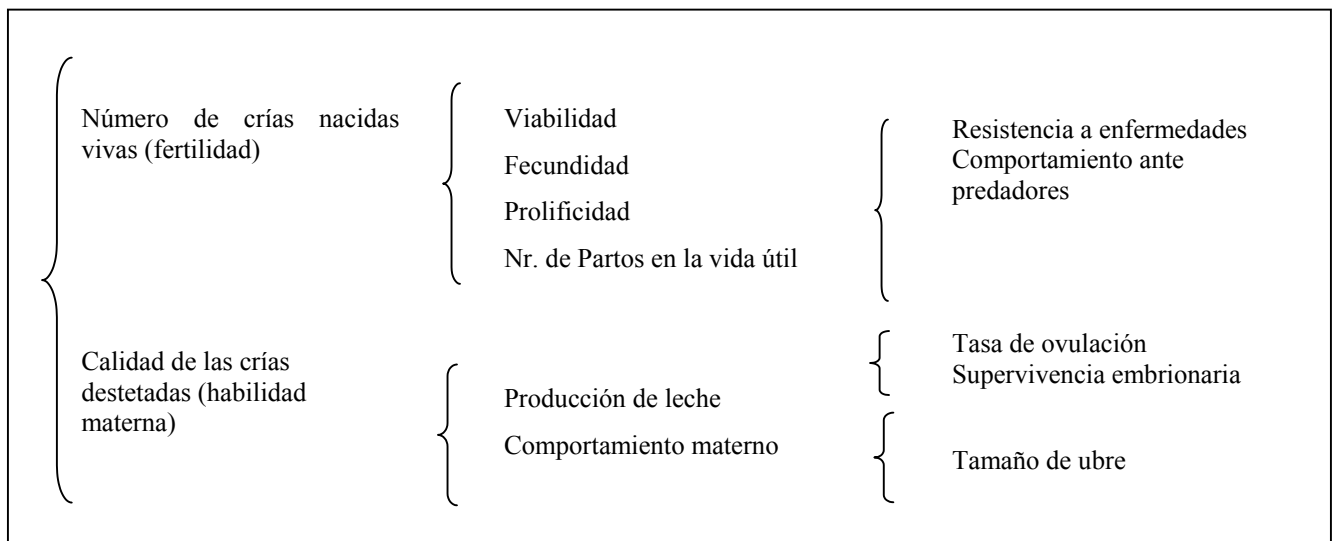 Número de crías nacidas
vivas (fertilidad)
Viabilidad
Fecundidad
Prolificidad
Nr. de Partos en la vida útil
Resistencia a enfermedades
Comportamiento ante
predadores
Calidad de las crías
destetadas (habilidad
materna)
Producción de leche
Comportamiento materno
Tasa de ovulación
Supervivencia embrionaria
Tamaño de ubre